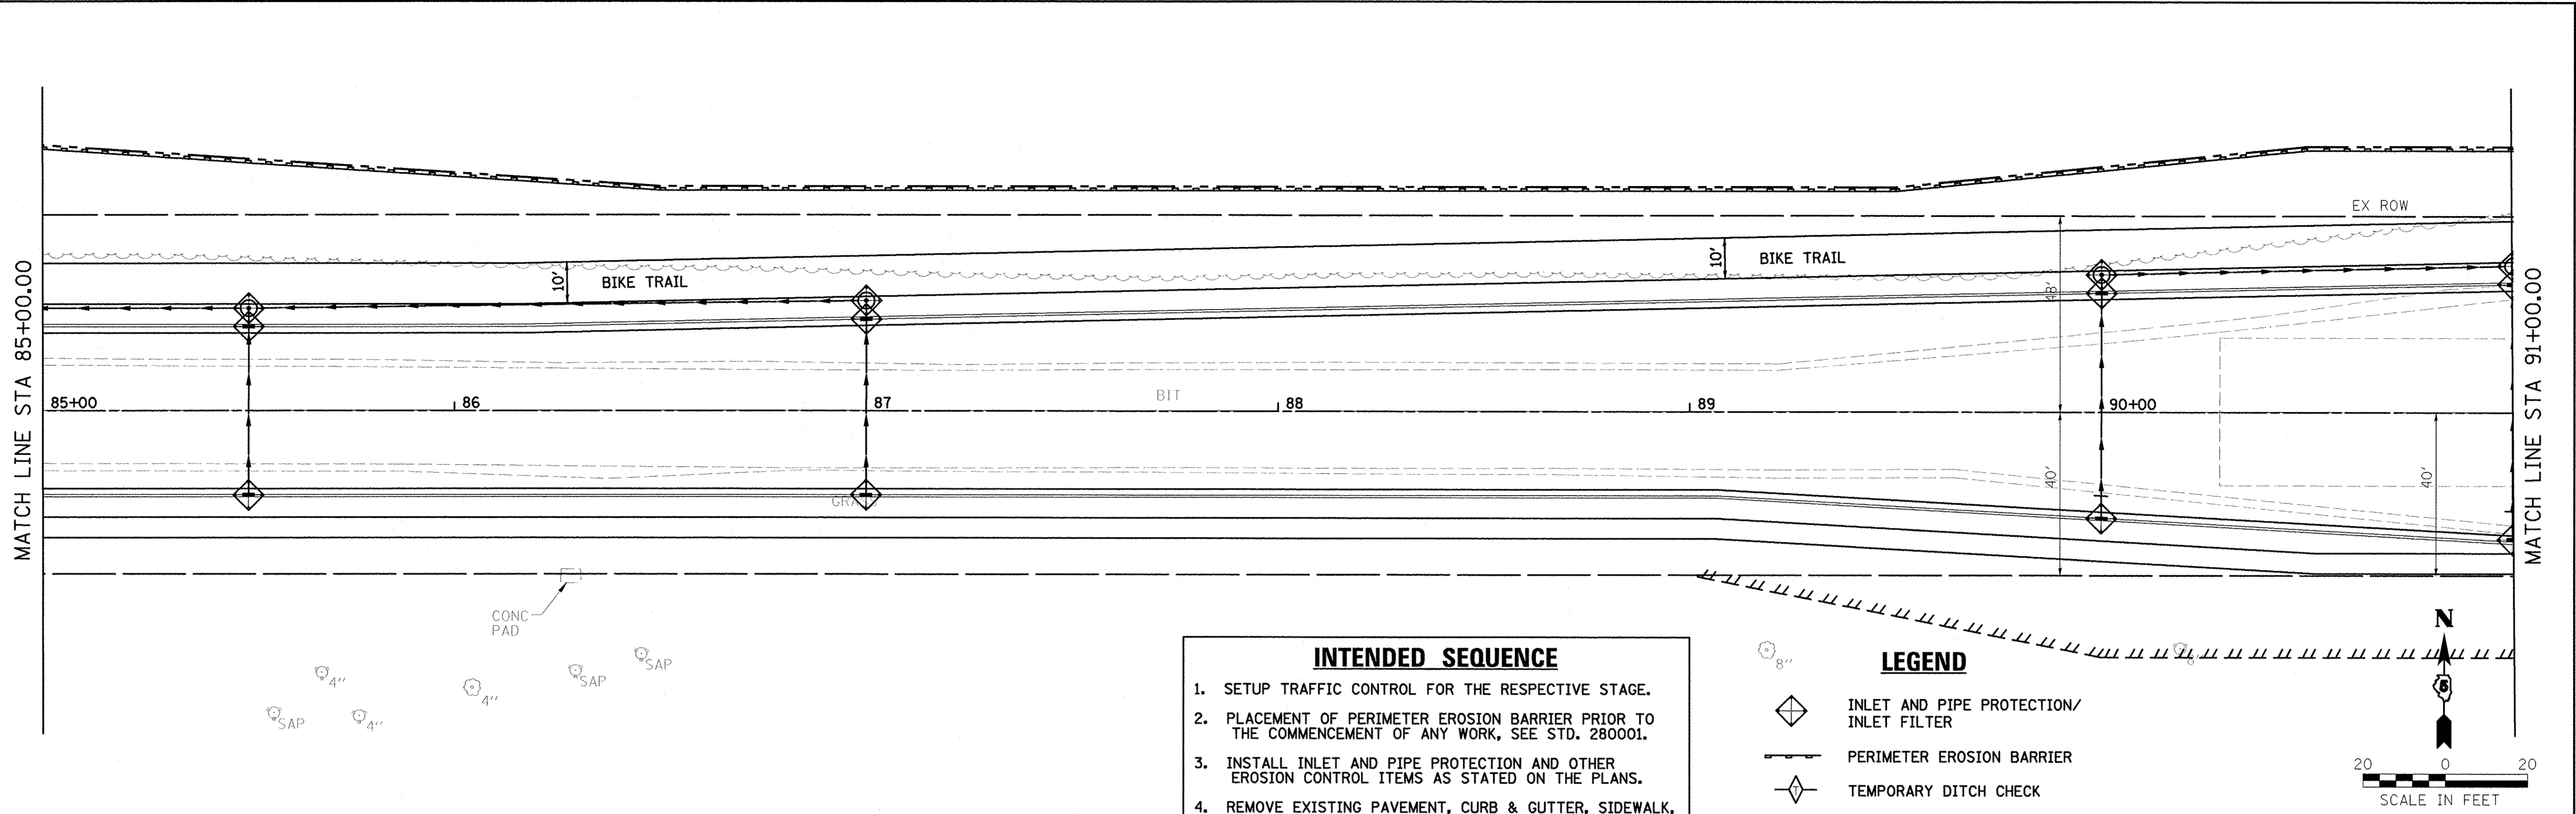 MATCH LINE STA 85+00.00
EX ROW
10'
BIKE TRAIL
10'
BIKE TRAIL
48'
85+00
86
87
BIT
88
89
90+00
40'
40'
MATCH LINE STA 91+00.00
CONC
PAD
SAP
4''
4''
4''
SAP
SAP
8''
INTENDED SEQUENCE
1. SETUP TRAFFIC CONTROL FOR THE RESPECTIVE STAGE.
2. PLACEMENT OF PERIMETER EROSION BARRIER PRIOR TO
THE COMMENCEMENT OF ANY WORK, SEE STD. 280001.
3. INSTALL INLET AND PIPE PROTECTION AND OTHER
EROSION CONTROL ITEMS AS STATED ON THE PLANS.
4. REMOVE EXISTING PAVEMENT, CURB & GUTTER, SIDEWALK,
LEGEND
INLET AND PIPE PROTECTION/
INLET FILTER
PERIMETER EROSION BARRIER
T
TEMPORARY DITCH CHECK
N
5
20 0 20
SCALE IN FEET